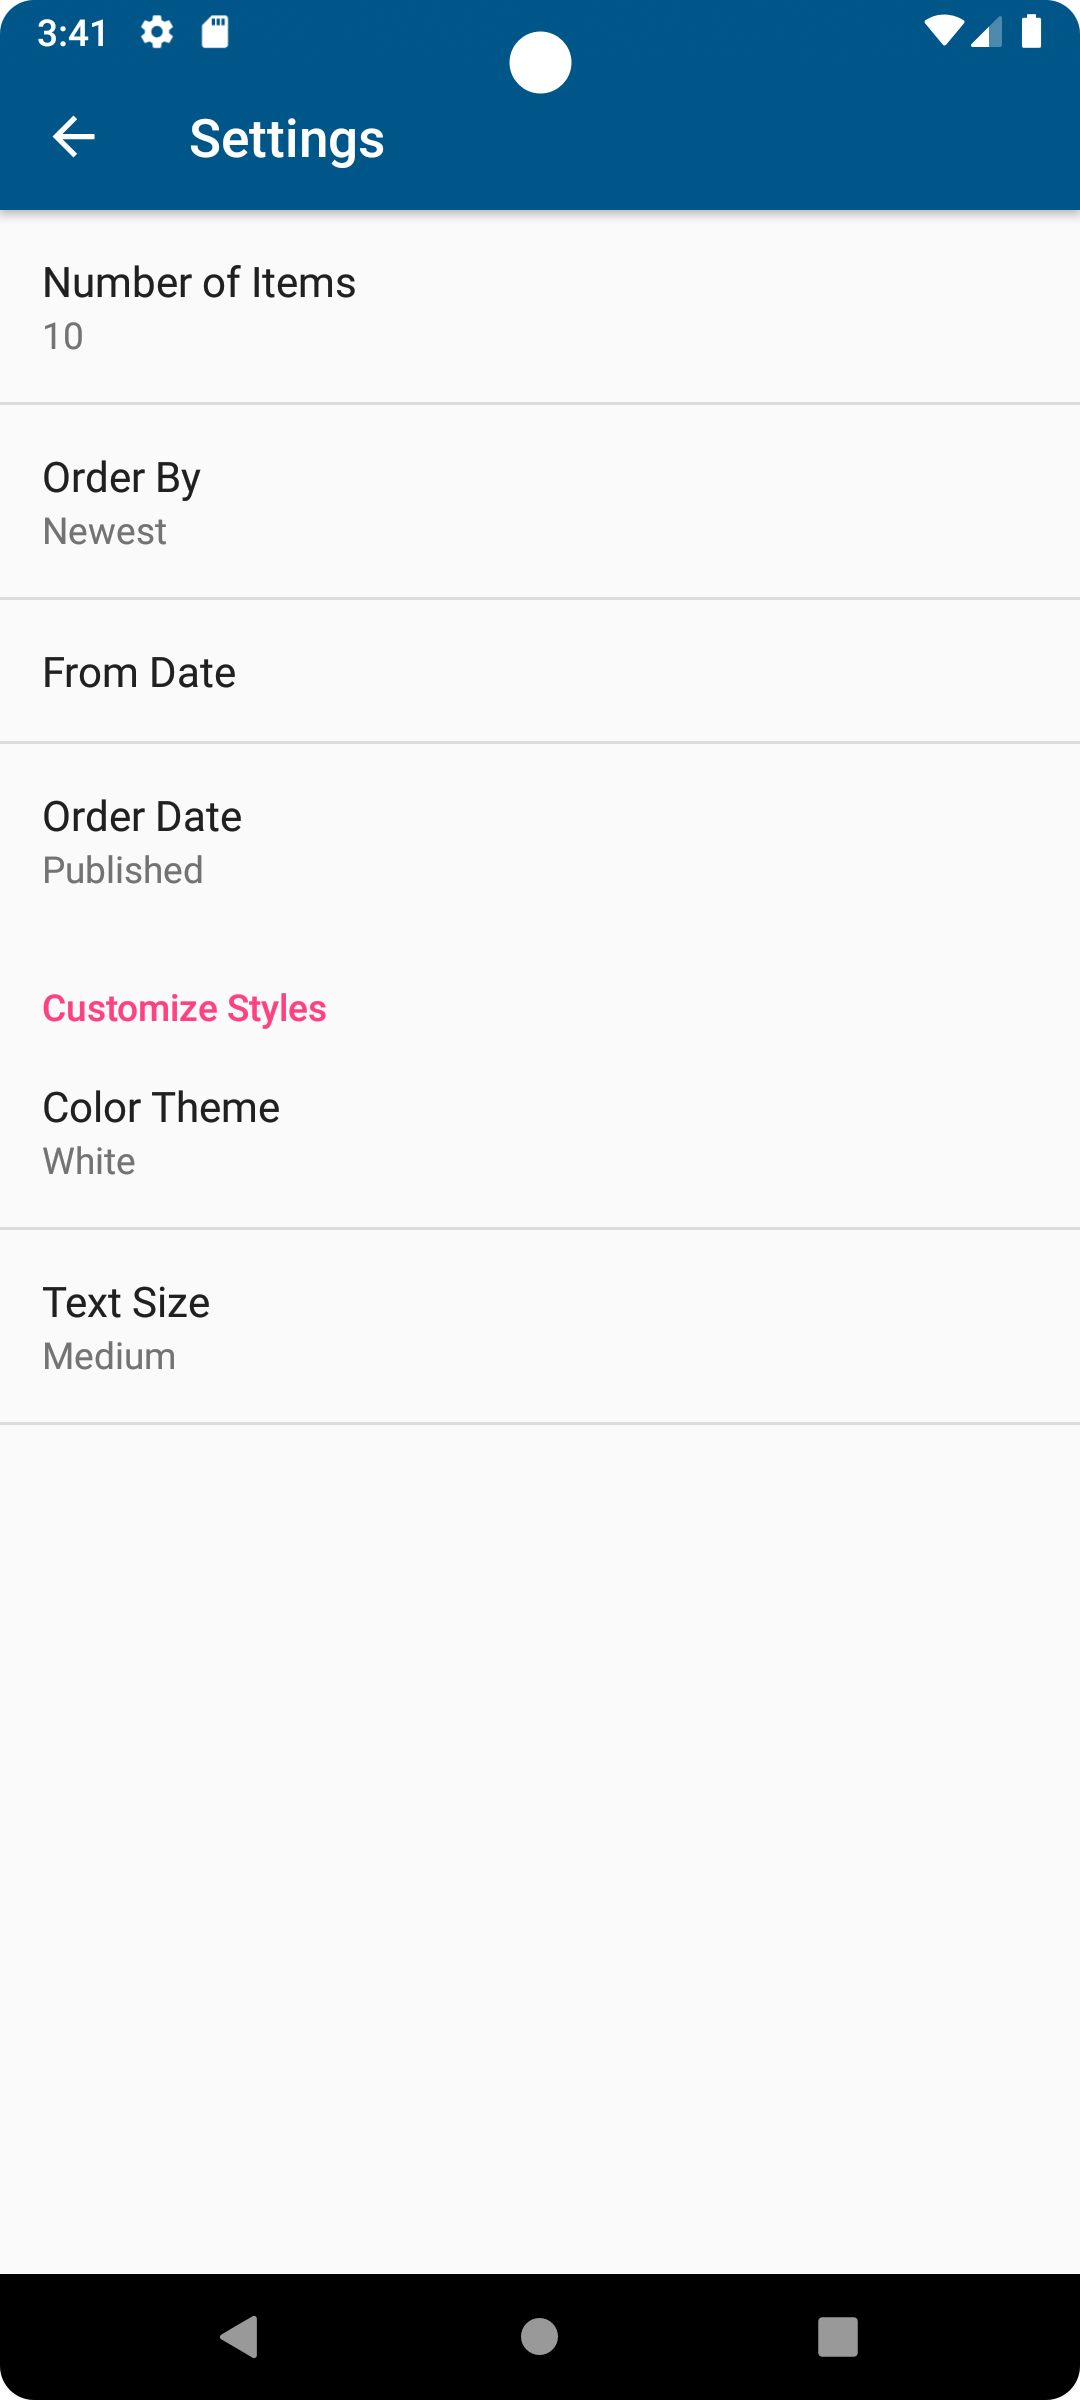 3:41
Settings
Number of Items
10
Order By
Newest
From Date
Order Date
Published
Customize Styles
Color Theme
White
Text Size
Medium